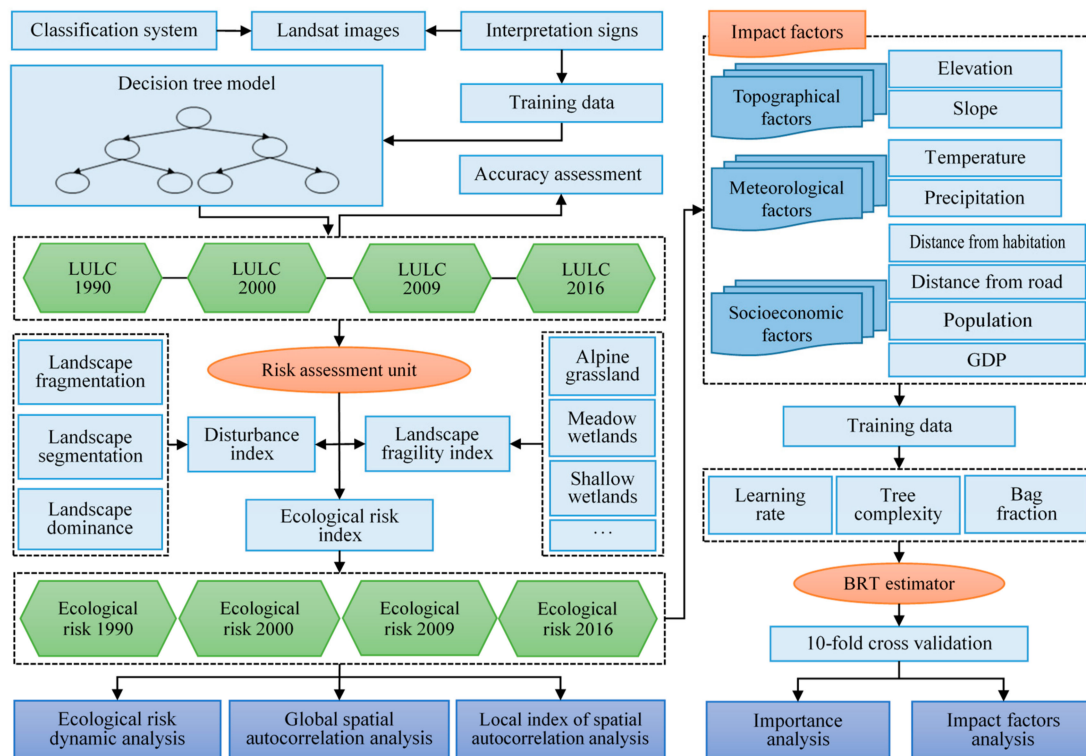 Classification system
Landsat images
Interpretation signs
Decision tree model
Training data
Accuracy assessment
LULC
1990
LULC
2000
LULC
2009
LULC
2016
Landscape
fragmentation
Landscape
segmentation
Landscape
dominance
Risk assessment unit
Disturbance
index
Landscape
fragility index
Alpine
grassland
Meadow
wetlands
Shallow
wetlands
...
Ecological risk
index
Ecological
risk 1990
Ecological
risk 2000
Ecological
risk 2009
Ecological
risk 2016
Ecological risk
dynamic analysis
Global spatial
autocorrelation analysis
Local index of spatial
autocorrelation analysis
Impact factors
Topographical
factors
Elevation
Slope
Meteorological
factors
Temperature
Precipitation
Socioeconomic
factors
Distance from habitation
Distance from road
Population
GDP
Training data
Learning
rate
Tree
complexity
Bag
fraction
BRT estimator
10-fold cross validation
Importance
analysis
Impact factors
analysis